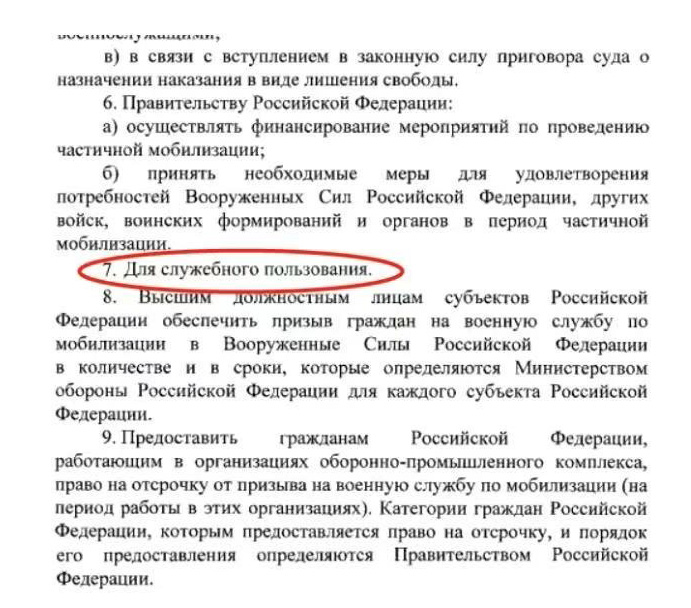 военнослужащими;
в) в связи с вступлением в законную силу приговора суда о
назначении наказания в виде лишения свободы.
6. Правительству Российской Федерации:
а) осуществлять финансирование мероприятий по проведению
частичной мобилизации;
б) принять необходимые меры для удовлетворения
потребностей Вооруженных Сил Российской Федерации, других
войск, воинских формирований и органов в период частичной
мобилизации.
7. Для служебного пользования.
8. Высшим должностным лицам субъектов Российской
Федерации обеспечить призыв граждан на военную службу по
мобилизации в Вооруженные Силы Российской Федерации
в количестве и в сроки, которые определяются Министерством
обороны Российской Федерации для каждого субъекта Российской
Федерации.
9. Предоставить гражданам Российской Федерации,
работающим в организациях оборонно-промышленного комплекса,
право на отсрочку от призыва на военную службу по мобилизации (на
период работы в этих организациях). Категории граждан Российской
Федерации, которым предоставляется право на отсрочку, и порядок
его предоставления определяются Правительством Российской
Федерации.